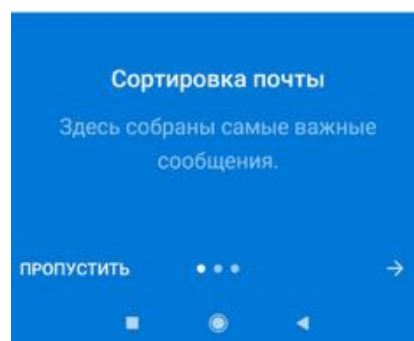 Сортировка почты
Здесь собраны самые важные
сообщения.
ПРОПУСТИТЬ